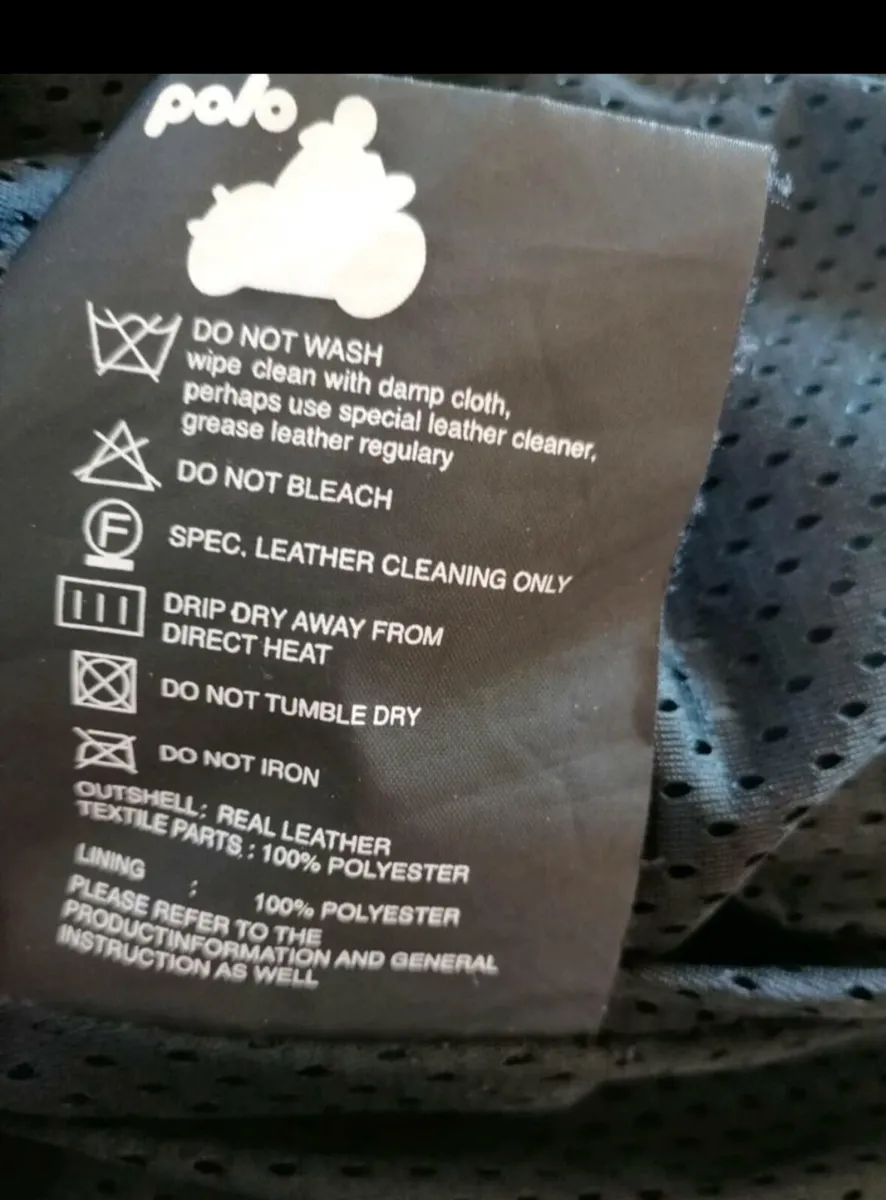 polo
DO NOT WASH
wipe clean with damp cloth,
perhaps use special leather cleaner,
grease leather regulary
DO NOT BLEACH
F
SPEC. LEATHER CLEANING ONLY
DRIP DRY AWAY FROM
DIRECT HEAT
DO NOT TUMBLE DRY
DO NOT IRON
OUTSHELL: REAL LEATHER
TEXTILE PARTS.: 100% POLYESTER
LINING : 100% POLYESTER
PLEASE REFER TO THE
PRODUCTINFORMATION AND GENERAL
INSTRUCTION AS WELL